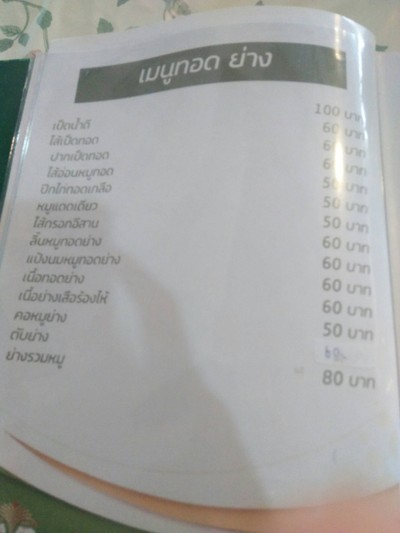 เมนูทอด ย่าง
เป็ดน้ำดี 100 บาท
ไส้เป็ดทอด 60 บาท
ปากเป็ดทอด 60 บาท
ไส้อ่อนหมูทอด 60 บาท
ปีกไก่ทอดเกลือ 50 บาท
หมูแดดเดียว 50 บาท
ไส้กรอกอีสาน 50 บาท
ลิ้นหมูทอดย่าง 60 บาท
แป้งนมหมูทอดย่าง 60 บาท
เนื้อทอดย่าง 60 บาท
เนื้อย่างเสือร้องไห้ 60 บาท
คอหมูย่าง 50 บาท
ตับย่าง
ย่างรวมหมู 80 บาท